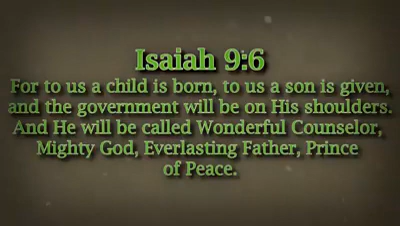 Isaiah 9:6
For to us a child is born, to us a son is given,
and the government will be on His shoulders.
And He will be called Wonderful Counselor,
Mighty God, Everlasting Father, Prince
of Peace.